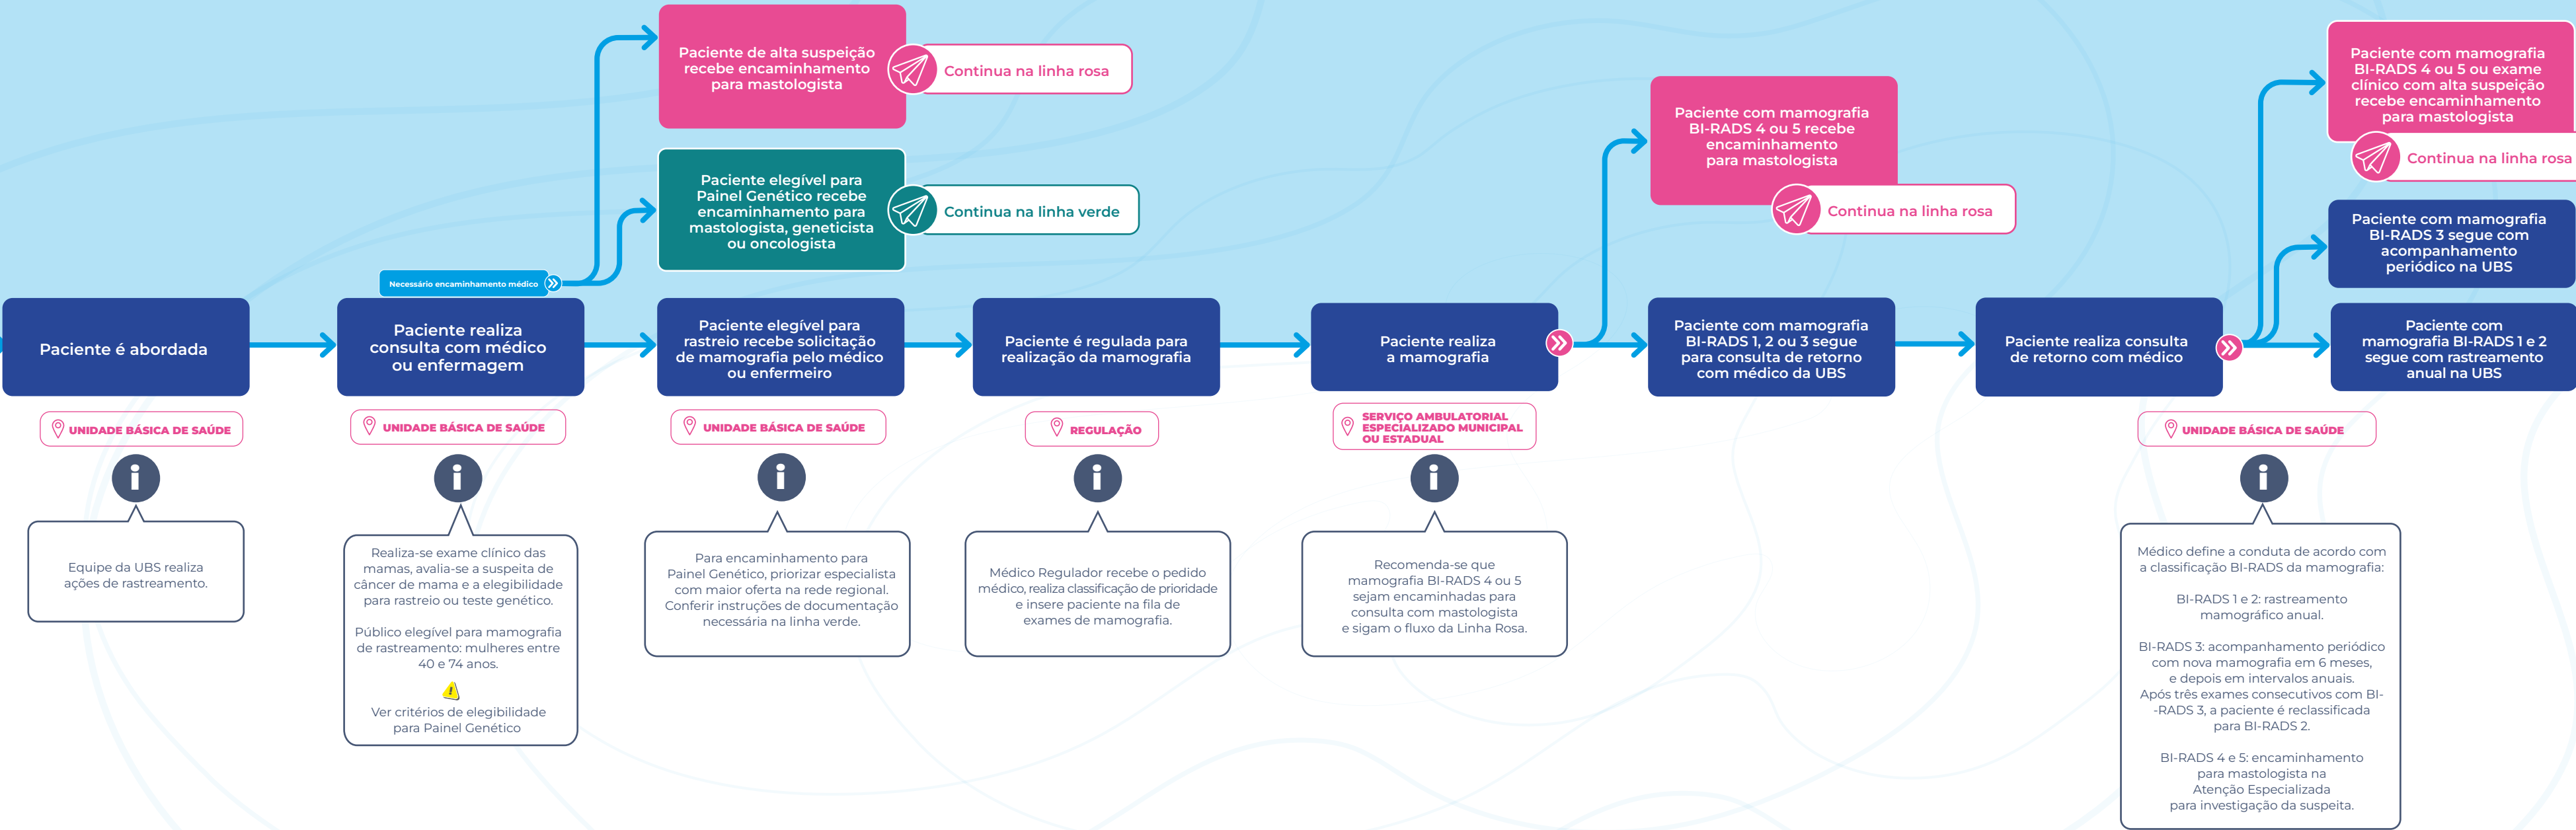 Paciente é abordada
UNIDADE BÁSICA DE SAÚDE
i
Equipe da UBS realiza
ações de rastreamento.
Necessário encaminhamento médico
Paciente realiza
consulta com médico
ou enfermagem
UNIDADE BÁSICA DE SAÚDE
i
Realiza-se exame clínico das
mamas, avalia-se a suspeita de
câncer de mama e a elegibilidade
para rastreio ou teste genético.
Público elegível para mamografia
de rastreamento: mulheres entre
40 e 74 anos.
!
Ver critérios de elegibilidade
para Painel Genético
Paciente de alta suspeição
recebe encaminhamento
para mastologista
Continua na linha rosa
Paciente elegível para
Painel Genético recebe
encaminhamento para
mastologista, geneticista
ou oncologista
Continua na linha verde
Paciente elegível para
rastreio recebe solicitação
de mamografia pelo médico
ou enfermeiro
UNIDADE BÁSICA DE SAÚDE
i
Para encaminhamento para
Painel Genético, priorizar especialista
com maior oferta na rede regional.
Conferir instruções de documentação
necessária na linha verde.
Paciente é regulada para
realização da mamografia
REGULAÇÃO
i
Médico Regulador recebe o pedido
médico, realiza classificação de prioridade
e insere paciente na fila de
exames de mamografia.
Paciente realiza
a mamografia
SERVIÇO AMBULATORIAL
ESPECIALIZADO MUNICIPAL
OU ESTADUAL
i
Recomenda-se que
mamografia BI-RADS 4 ou 5
sejam encaminhadas para
consulta com mastologista
e sigam o fluxo da Linha Rosa.
Paciente com mamografia
BI-RADS 4 ou 5 recebe
encaminhamento
para mastologista
Continua na linha rosa
Paciente com mamografia
BI-RADS 1, 2 ou 3 segue
para consulta de retorno
com médico da UBS
Paciente realiza consulta
de retorno com médico
UNIDADE BÁSICA DE SAÚDE
i
Médico define a conduta de acordo com
a classificação BI-RADS da mamografia:
BI-RADS 1 e 2: rastreamento
mamográfico anual.
BI-RADS 3: acompanhamento periódico
com nova mamografia em 6 meses,
e depois em intervalos anuais.
Após três exames consecutivos com BI-
-RADS 3, a paciente é reclassificada
para BI-RADS 2.
BI-RADS 4 e 5: encaminhamento
para mastologista na
Atenção Especializada
para investigação da suspeita.
Paciente com mamografia
BI-RADS 4 ou 5 ou exame
clínico com alta suspeição
recebe encaminhamento
para mastologista
Continua na linha rosa
Paciente com mamografia
BI-RADS 3 segue com
acompanhamento
periódico na UBS
Paciente com
mamografia BI-RADS 1 e 2
segue com rastreamento
anual na UBS